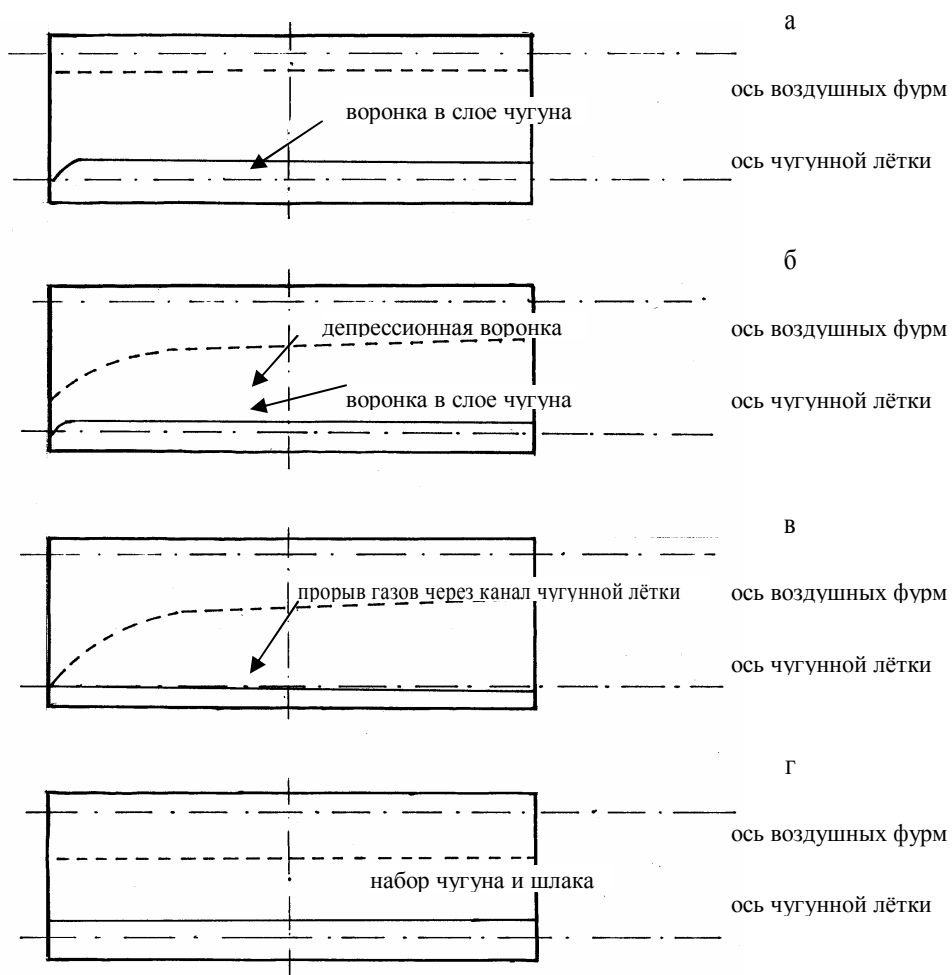 а
ось воздушных фурм
воронка в слое чугуна
ось чугунной лётки
б
депрессионная воронка
ось воздушных фурм
воронка в слое чугуна
ось чугунной лётки
в
прорыв газов через канал чугунной лётки
ось воздушных фурм
ось чугунной лётки
г
ось воздушных фурм
набор чугуна и шлака
ось чугунной лётки